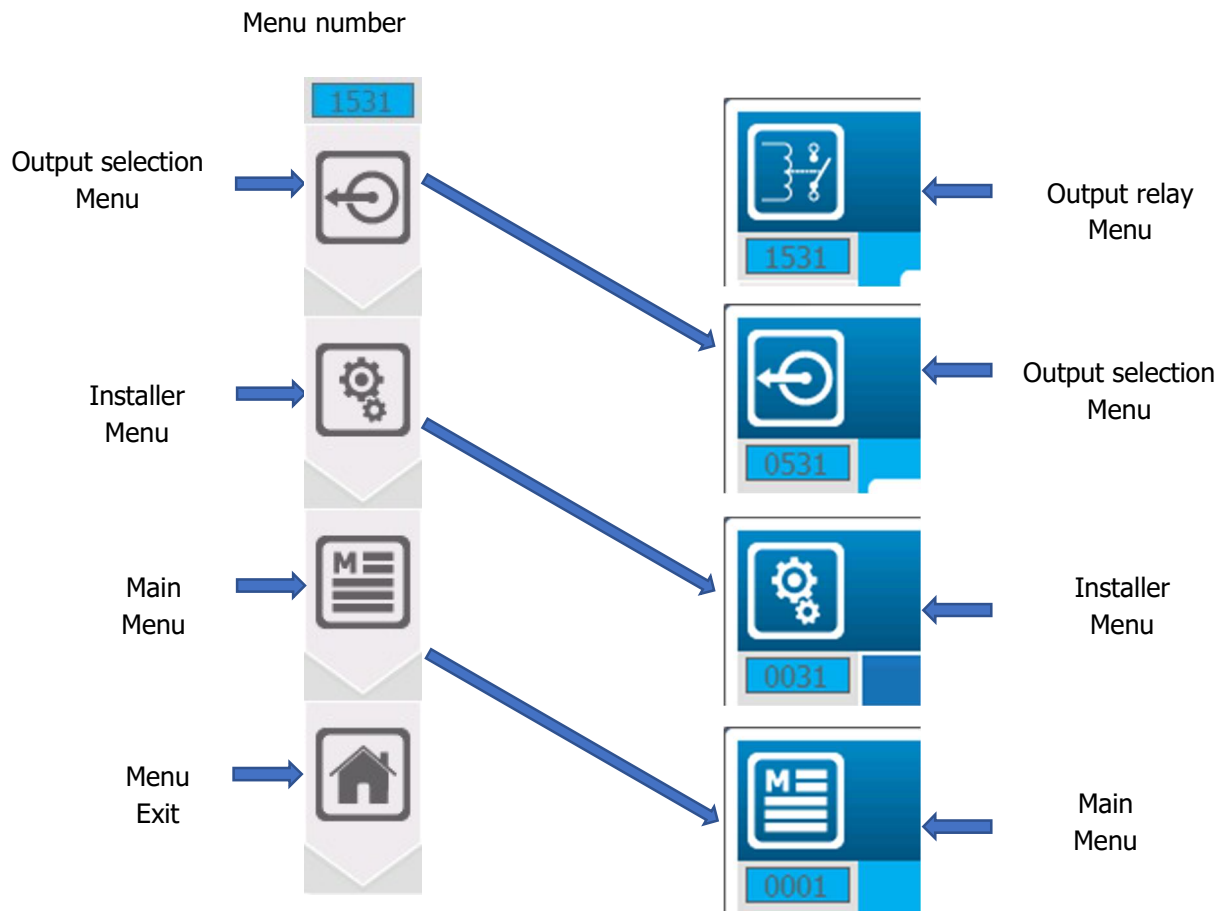 Menu number
1531
Output selection
Menu
Installer
Menu
Main
Menu
Menu
Exit
M
1531
Output relay
Menu
0531
Output selection
Menu
0031
Installer
Menu
M
0001
Main
Menu